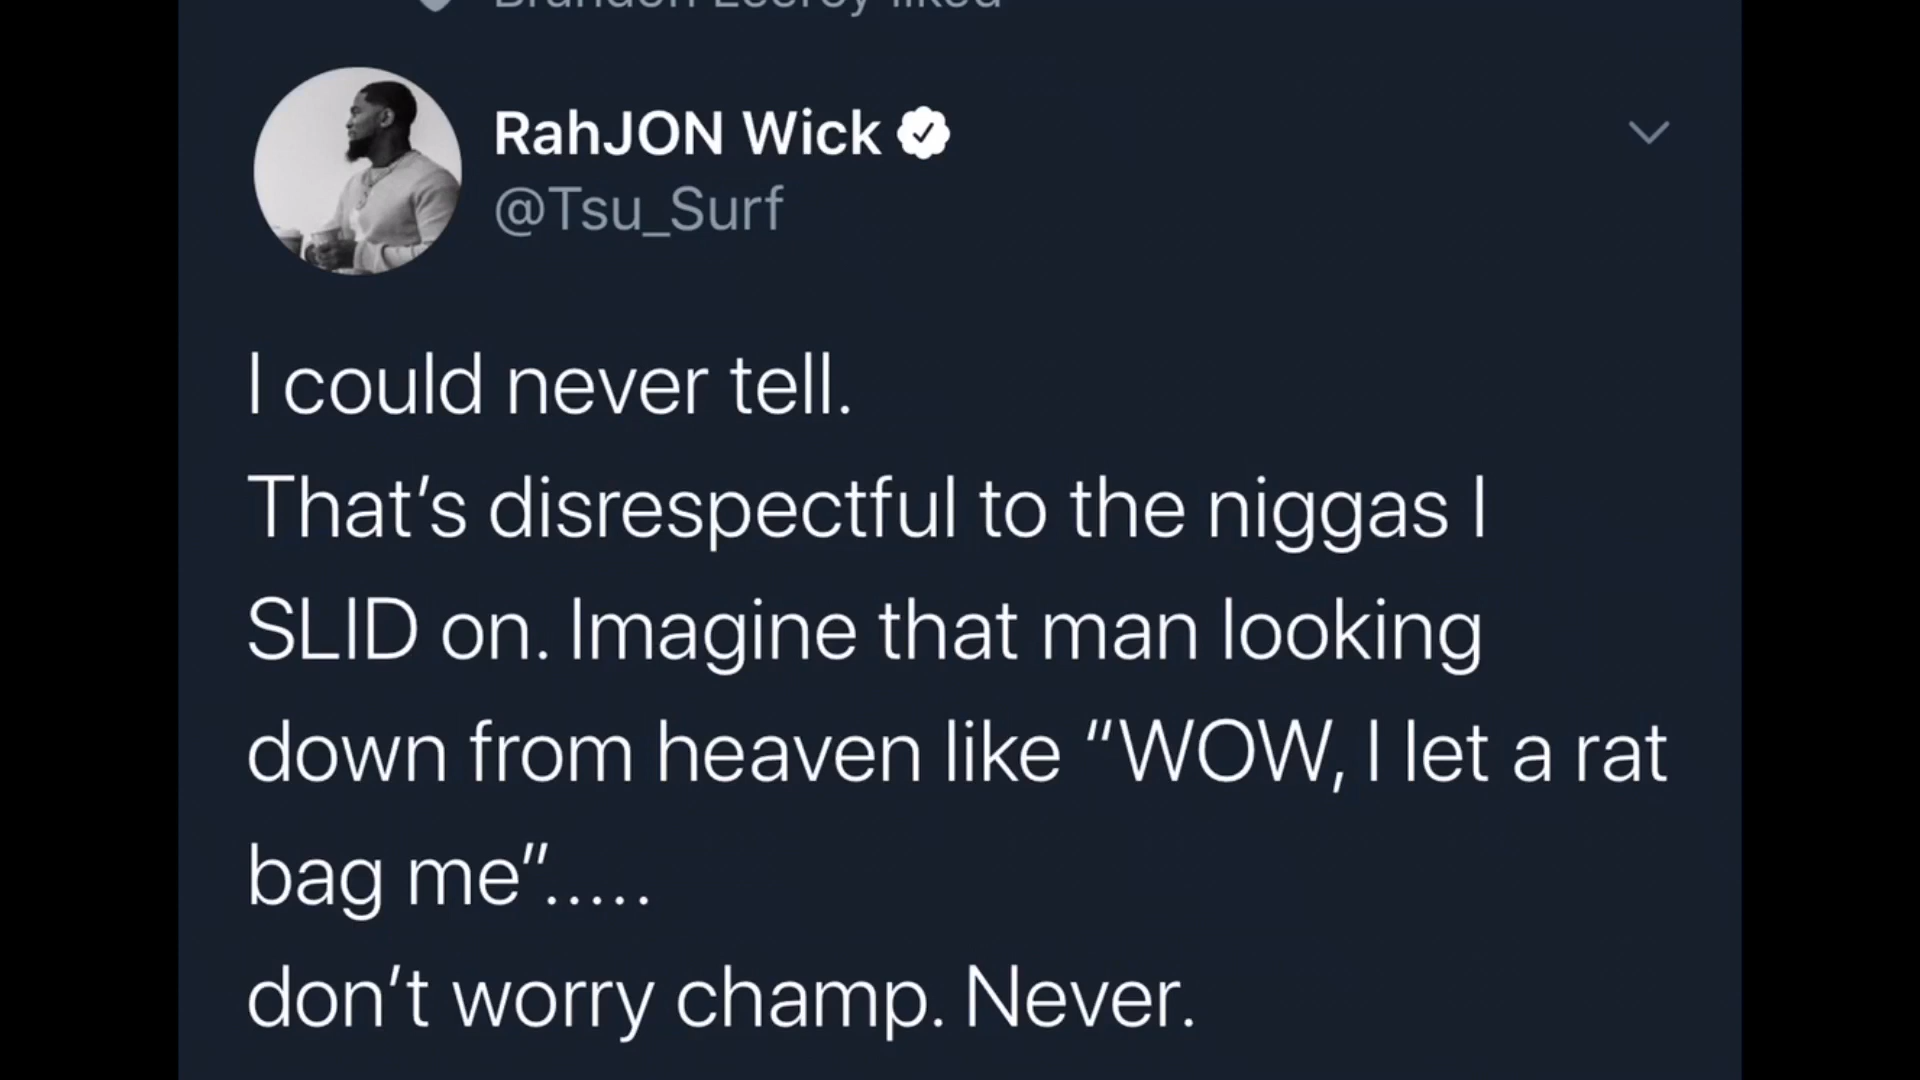 liked
RahJON Wick
@Tsu_Surf
I could never tell.
That's disrespectful to the niggas I
SLID on. Imagine that man looking
down from heaven like “WOW, I let a rat
bag me”.....
don't worry champ. Never.